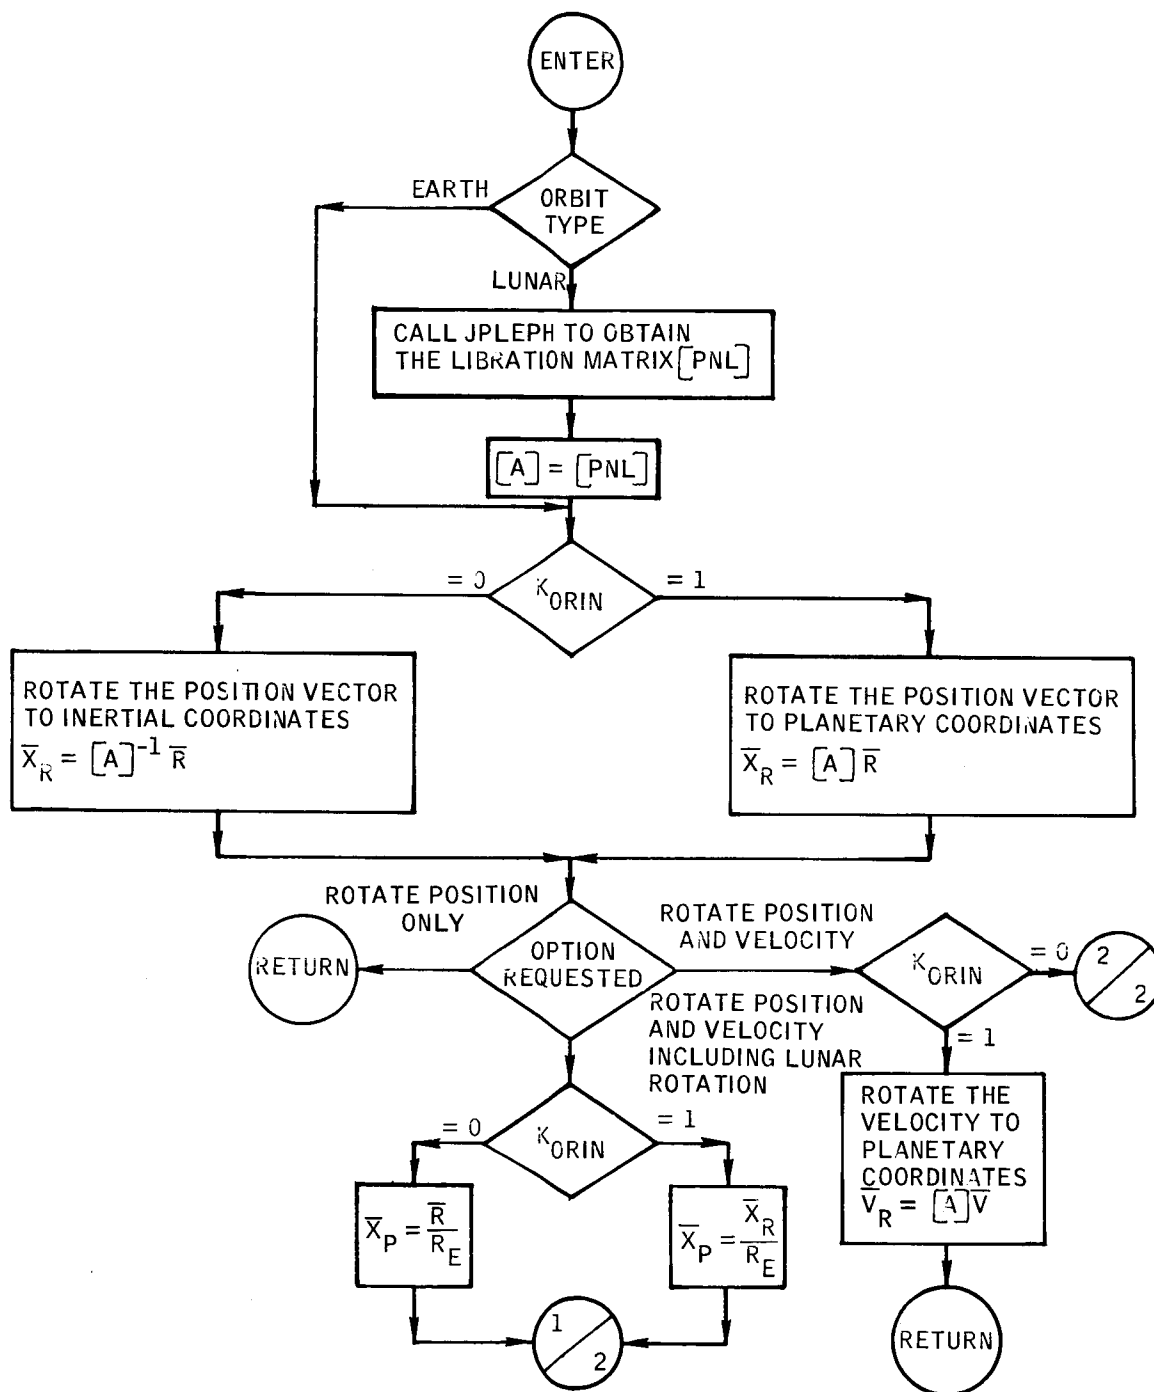 ENTER
EARTH
ORBIT
TYPE
LUNAR
CALL JPLEPH TO OBTAIN
THE LIBRATION MATRIX [PNL]
[A] = [PNL]
= 0
K_ORIN
= 1
ROTATE THE POSITION VECTOR
TO INERTIAL COORDINATES
X̅_R = [A]^-1 R̅
ROTATE THE POSITION VECTOR
TO PLANETARY COORDINATES
X̅_R = [A] R̅
ROTATE POSITION
ONLY
RETURN
OPTION
REQUESTED
ROTATE POSITION
AND VELOCITY
K_ORIN
= 0
2/2
= 1
ROTATE POSITION
AND VELOCITY
INCLUDING LUNAR
ROTATION
ROTATE THE
VELOCITY TO
PLANETARY
COORDINATES
V̅_R = [A] V̅
RETURN
= 0
K_ORIN
= 1
X̅_P = R̅/R_E
X̅_P = X̅_R/R_E
1/2